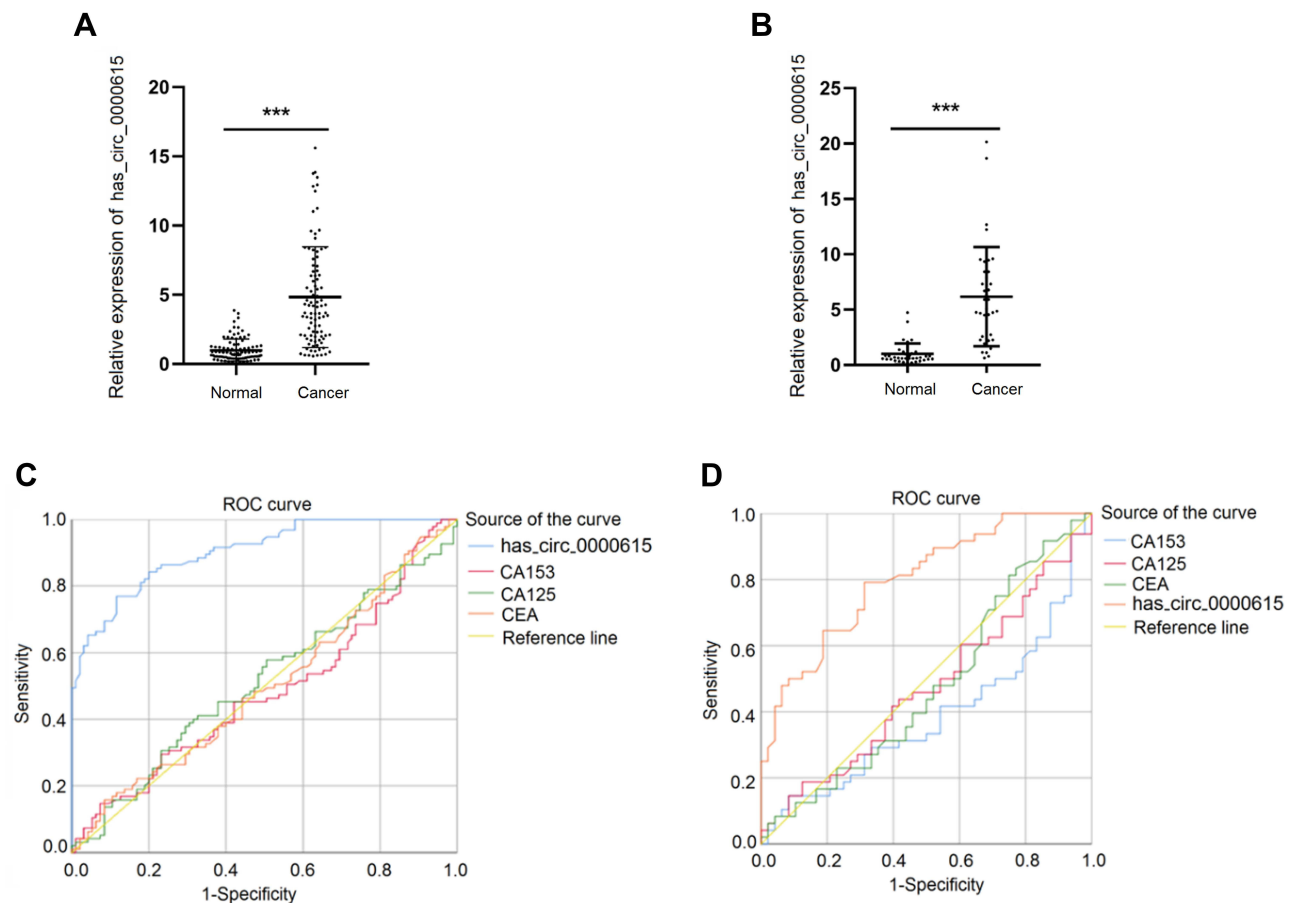 A
Relative expression of has_circ_0000615
20
15
10
5
0
***
Normal
Cancer
B
Relative expression of has_circ_0000615
25
20
15
10
5
0
***
Normal
Cancer
C
ROC curve
Sensitivity
1.0
0.8
0.6
0.4
0.2
0.0
0.0
0.2
0.4
0.6
0.8
1.0
1-Specificity
Source of the curve
has_circ_0000615
CA153
CA125
CEA
Reference line
D
ROC curve
Sensitivity
1.0
0.8
0.6
0.4
0.2
0.0
0.0
0.2
0.4
0.6
0.8
1.0
1-Specificity
Source of the curve
CA153
CA125
CEA
has_circ_0000615
Reference line